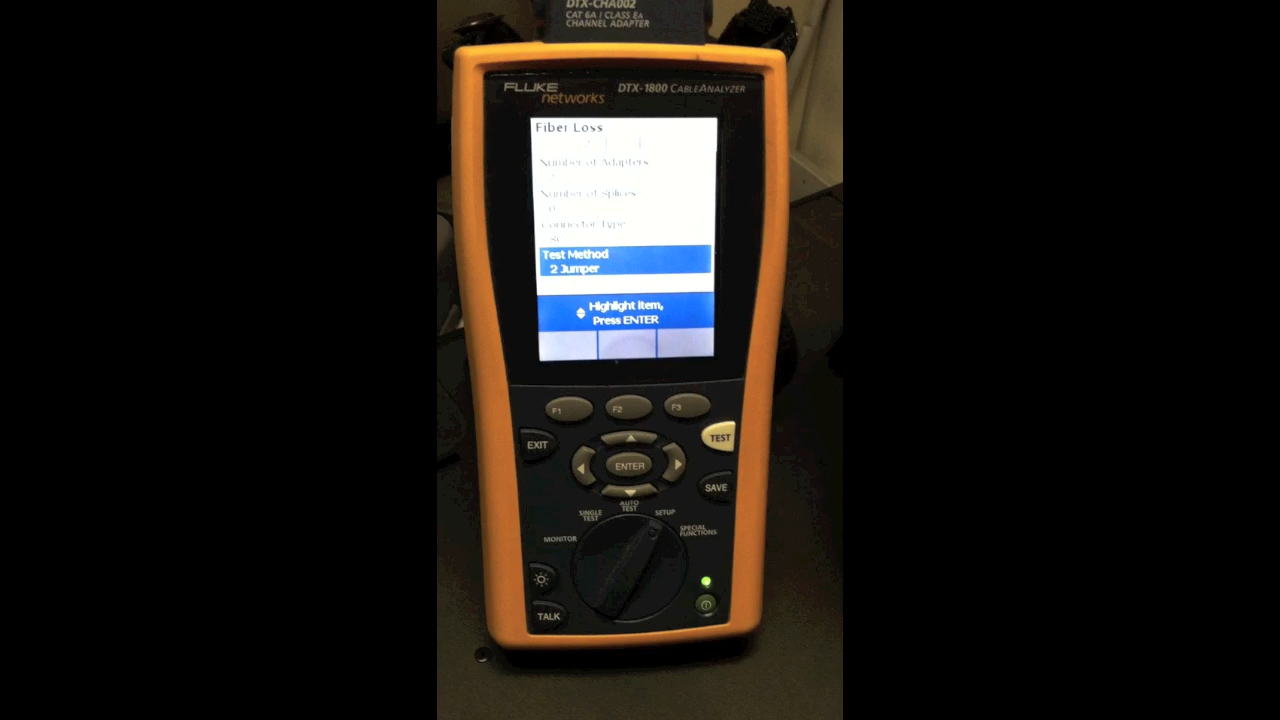 DTX-CHA002
CAT 6A / CLASS EA
CHANNEL ADAPTER
FLUKE
networks
DTX-1800 CABLEANALYZER
Fiber Loss
Number of Adapters
Number of Splices
0
Connector Type
SC
Test Method
2 Jumper
Highlight item,
Press ENTER
F1
F2
F3
EXIT
TEST
ENTER
SAVE
MONITOR
SINGLE
TEST
AUTO
TEST
SETUP
SPECIAL
FUNCTIONS
TALK